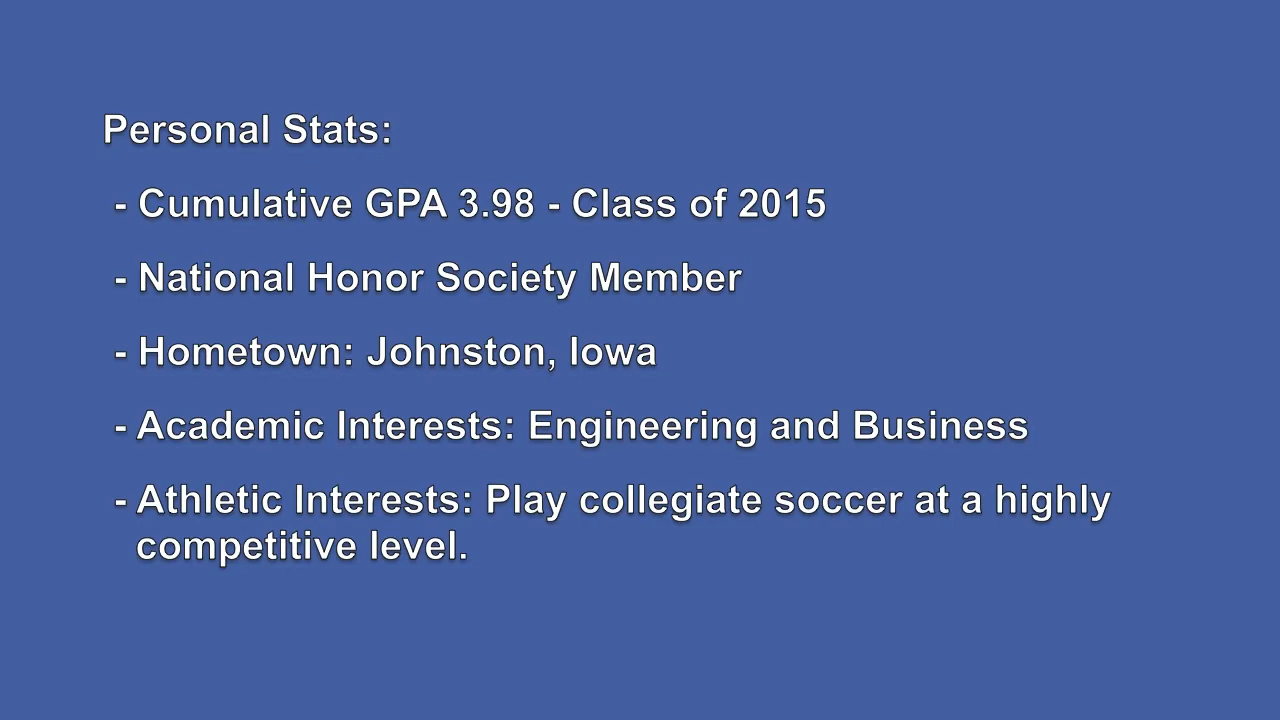 Personal Stats:
- Cumulative GPA 3.98 - Class of 2015
- National Honor Society Member
- Hometown: Johnston, Iowa
- Academic Interests: Engineering and Business
- Athletic Interests: Play collegiate soccer at a highly
competitive level.